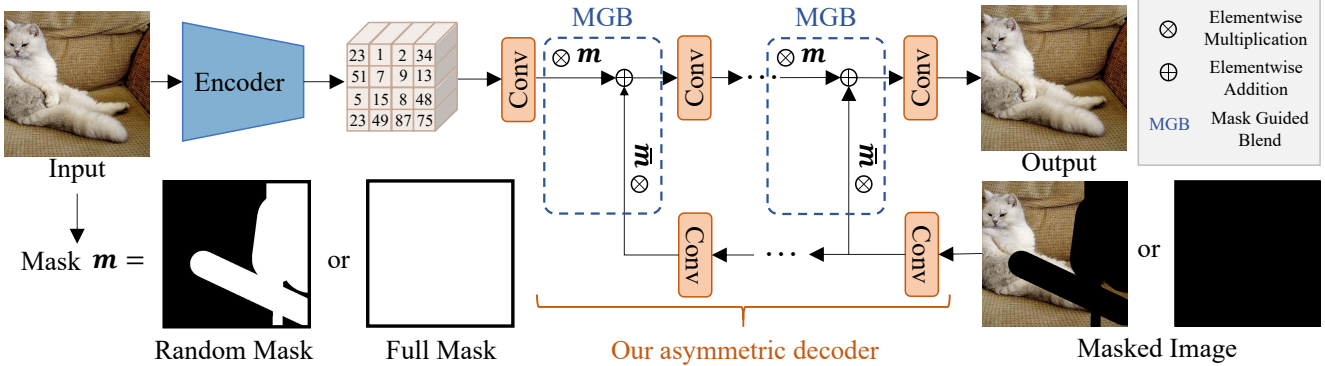 MGB
MGB
Input
Encoder
23 1 2 34
51 7 9 13
5 15 8 48
23 49 87 75
Conv
⊗ m
⊕
Conv
···
⊗ m
⊕
Conv
Output
⊗ Elementwise
Multiplication
⊕ Elementwise
Addition
MGB Mask Guided
Blend
m̅ ⊗
m̅ ⊗
Mask m =
or
Conv
···
Conv
or
Random Mask
Full Mask
Our asymmetric decoder
Masked Image